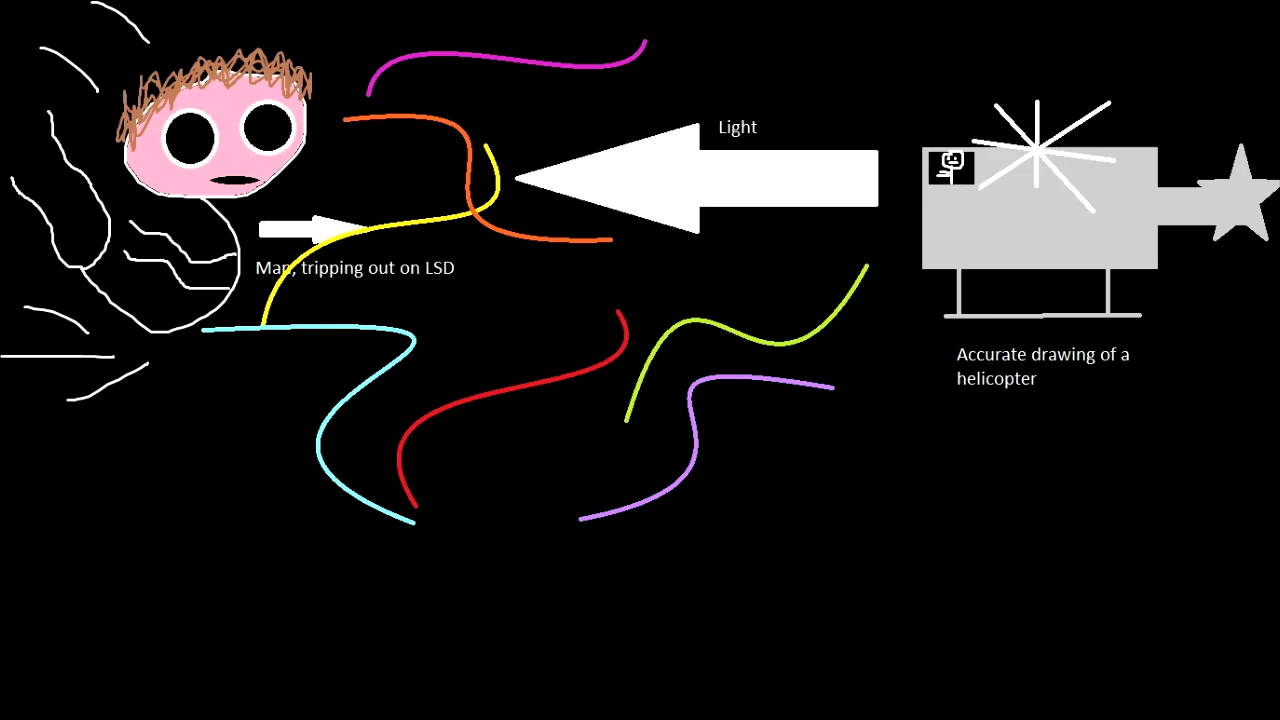 Light
Man, tripping out on LSD
Accurate drawing of a
helicopter